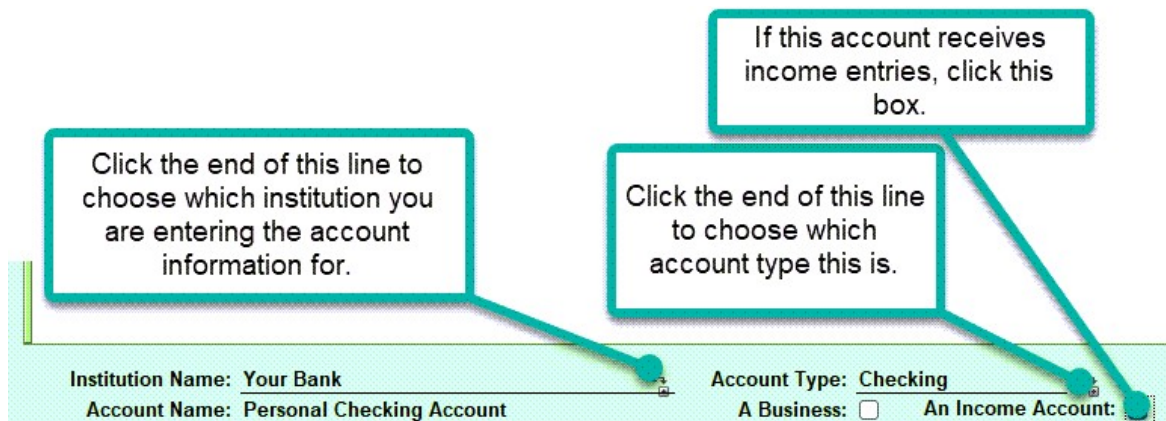 If this account receives
income entries, click this
box.
Click the end of this line to
choose which institution you
are entering the account
information for.
Click the end of this line
to choose which
account type this is.
Institution Name: Your Bank
Account Type: Checking
Account Name: Personal Checking Account
A Business:
An Income Account: